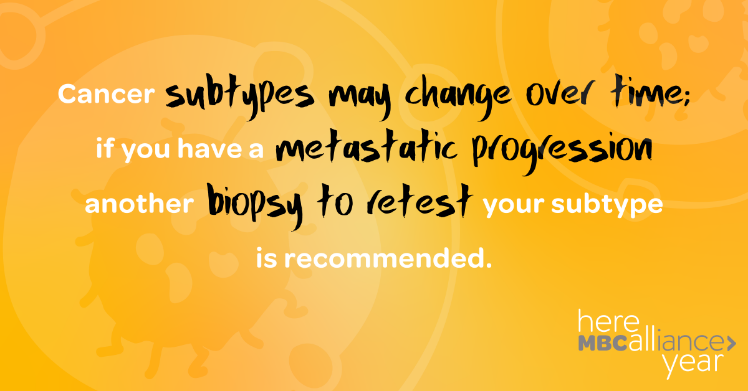 Cancer subtypes may change over time;
if you have a metastatic progression
another biopsy to retest your subtype
is recommended.
here
MBCalliance>
year